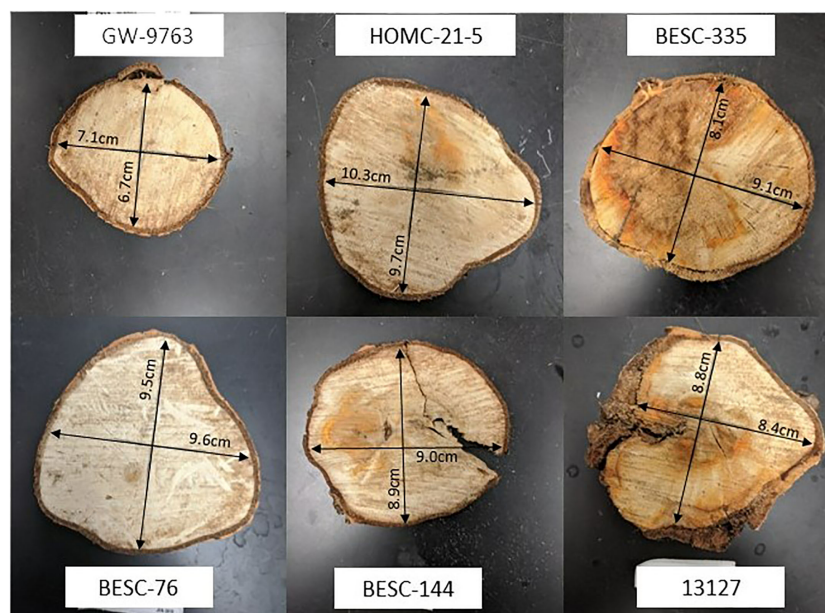 GW-9763
HOMC-21-5
BESC-335
7.1cm
6.7cm
10.3cm
9.7cm
8.1cm
9.1cm
9.5cm
9.6cm
9.0cm
8.9cm
8.8cm
8.4cm
BESC-76
BESC-144
13127